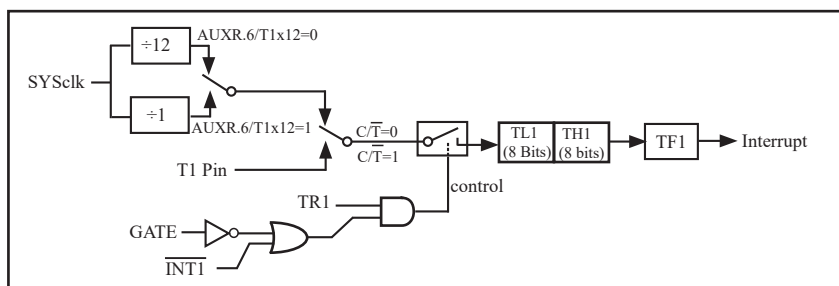 ÷12
AUXR.6/T1x12=0
SYSclk
÷1
AUXR.6/T1x12=1
C/T̅=0
C/T̅=1
T1 Pin
TL1
(8 Bits)
TH1
(8 bits)
TF1
Interrupt
control
TR1
GATE
I̅N̅T̅1̅